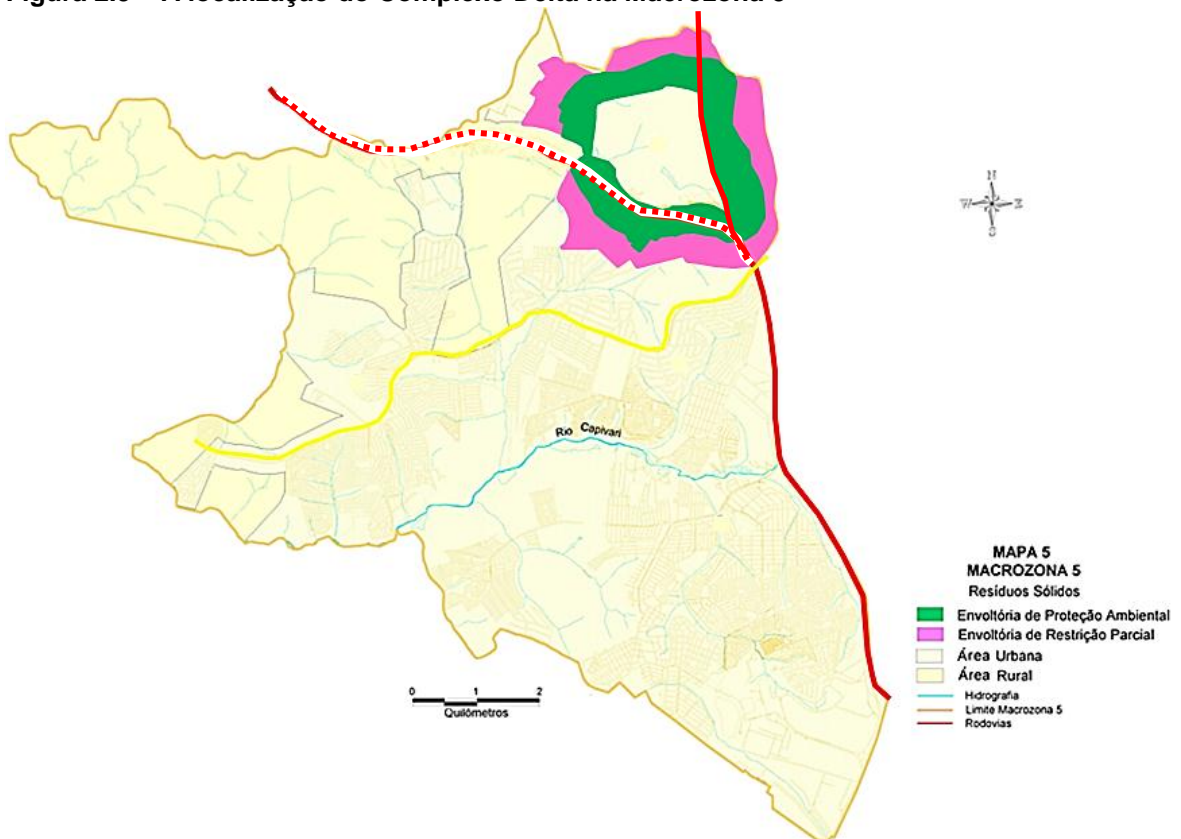 N
W E
Rio Capivari
MAPA 5
MACROZONA 5
Resíduos Sólidos
Envoltória de Proteção Ambiental
Envoltória de Restrição Parcial
Área Urbana
Área Rural
0 1 2
Quilômetros
Hidrografia
Limite Macrozona 5
Rodovias